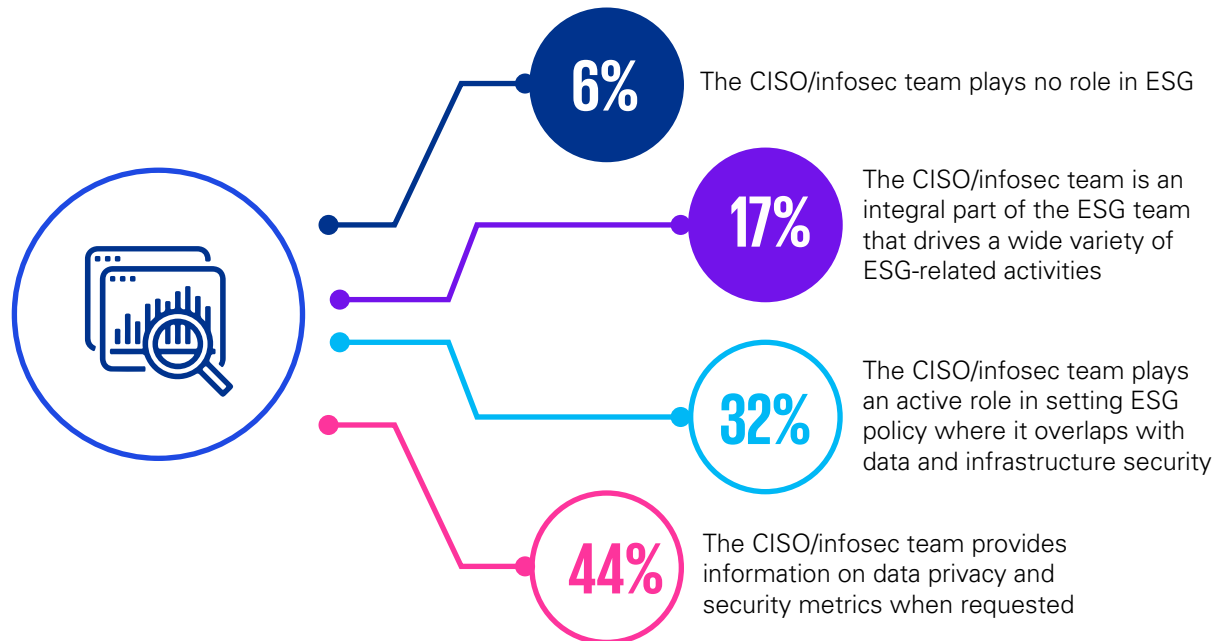 6%
The CISO/infosec team plays no role in ESG
17%
The CISO/infosec team is an
integral part of the ESG team
that drives a wide variety of
ESG-related activities
32%
The CISO/infosec team plays
an active role in setting ESG
policy where it overlaps with
data and infrastructure security
44%
The CISO/infosec team provides
information on data privacy and
security metrics when requested